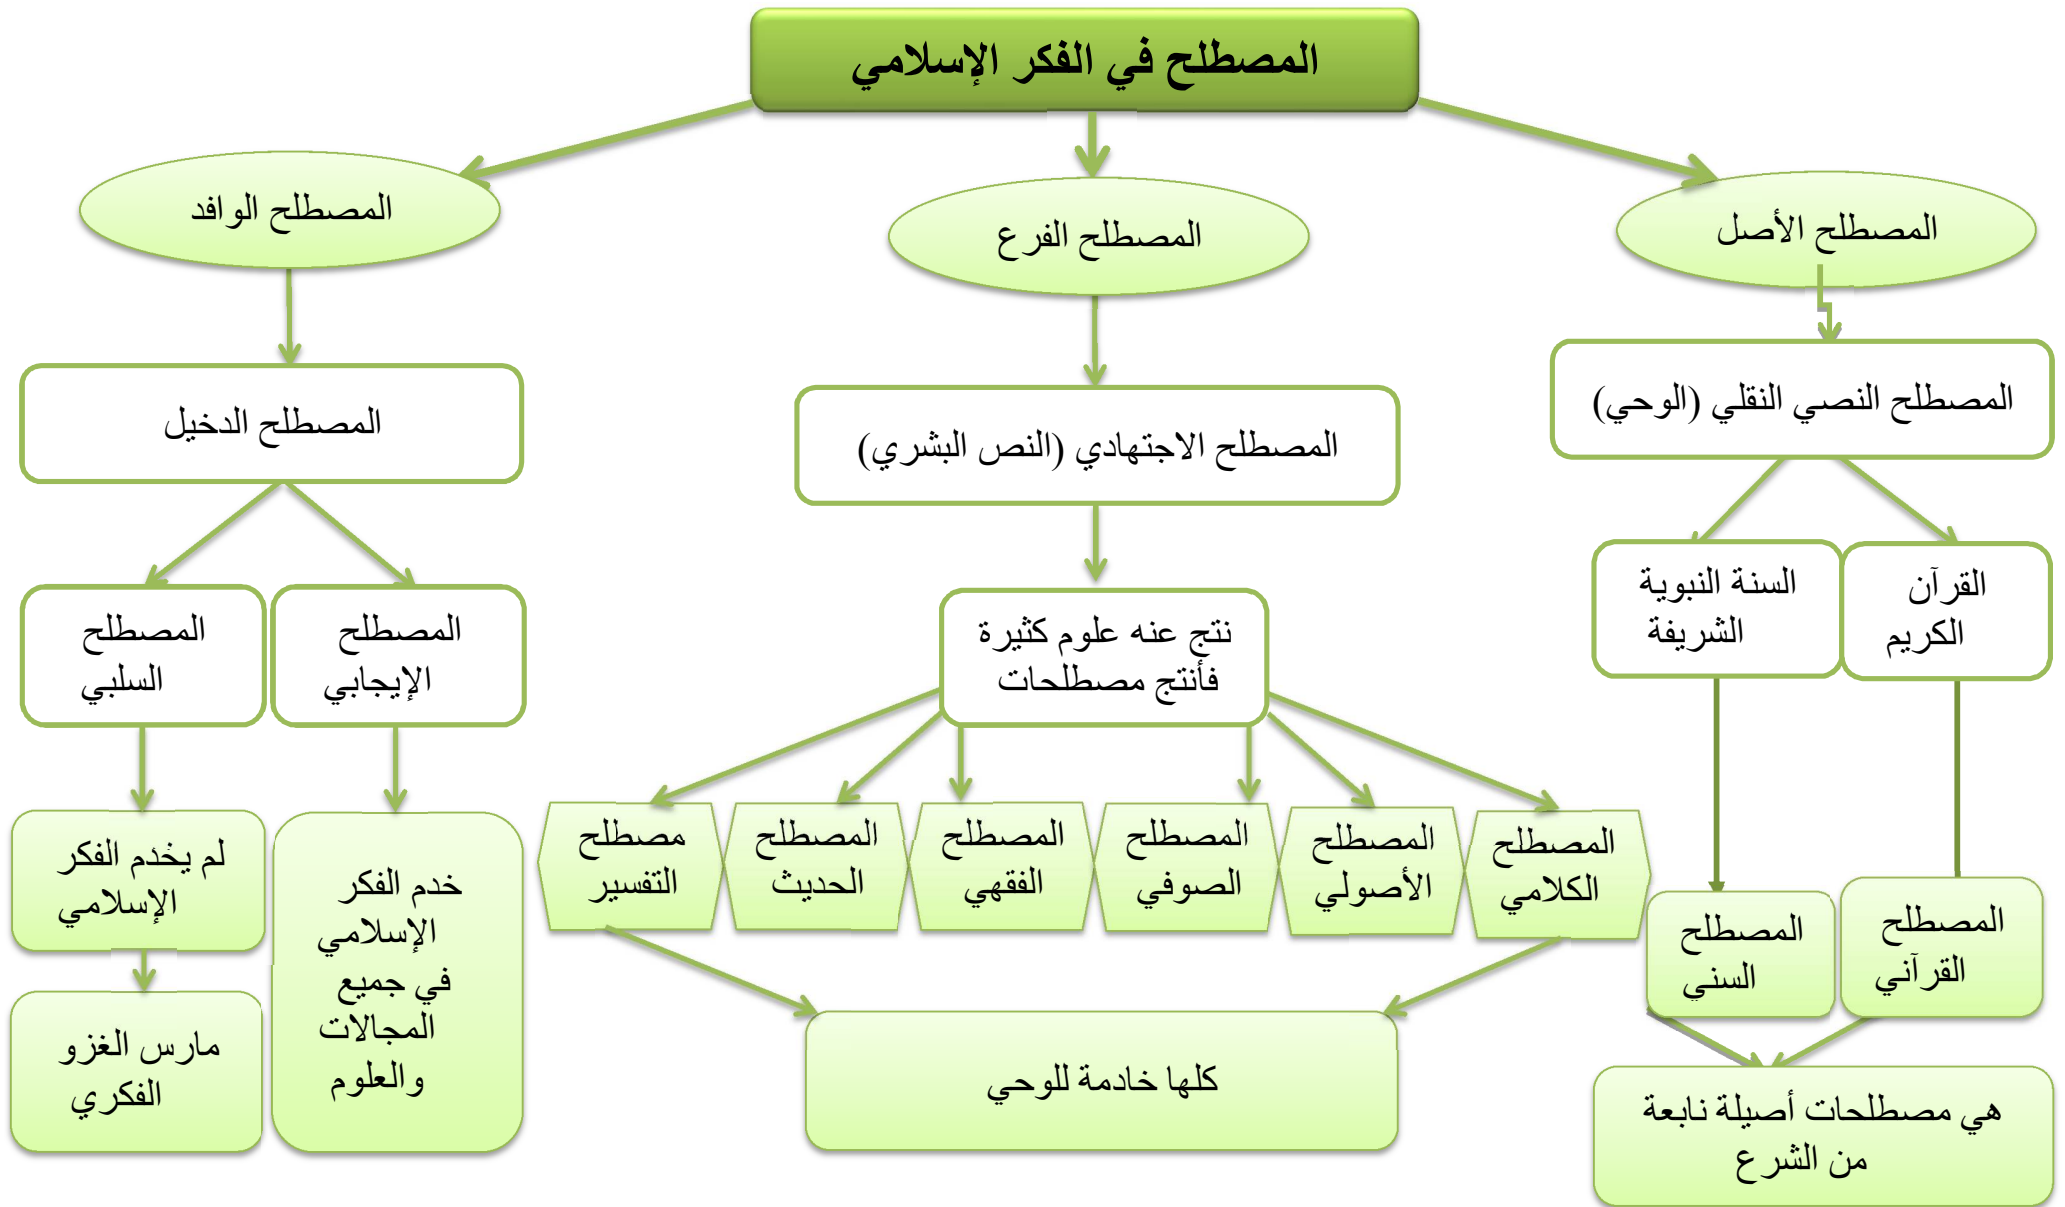 المصطلح في الفكر الإسلامي
المصطلح الأصل
المصطلح الفرع
المصطلح الوافد
المصطلح النصي النقلي (الوحي)
المصطلح الاجتهادي (النص البشري)
المصطلح الدخيل
القرآن
الكريم
السنة النبوية
الشريفة
نتج عنه علوم كثيرة
فأنتج مصطلحات
المصطلح
الإيجابي
المصطلح
السلبي
المصطلح
الكلامي
المصطلح
الأصولي
المصطلح
الصوفي
المصطلح
الفقهي
المصطلح
الحديث
مصطلح
التفسير
خدم الفكر
الإسلامي
في جميع
المجالات
والعلوم
لم يخدم الفكر
الإسلامي
المصطلح
القرآني
المصطلح
السني
كلها خادمة للوحي
مارس الغزو
الفكري
هي مصطلحات أصيلة نابعة
من الشرع